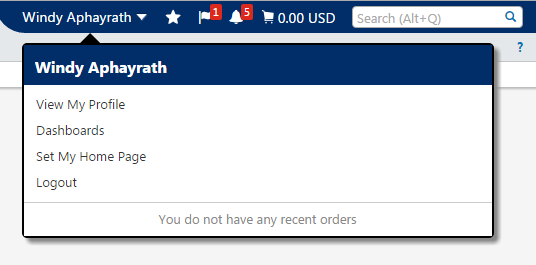 Windy Aphayrath 1 5 0.00 USD Search (Alt+Q)
?
Windy Aphayrath
View My Profile
Dashboards
Set My Home Page
Logout
You do not have any recent orders